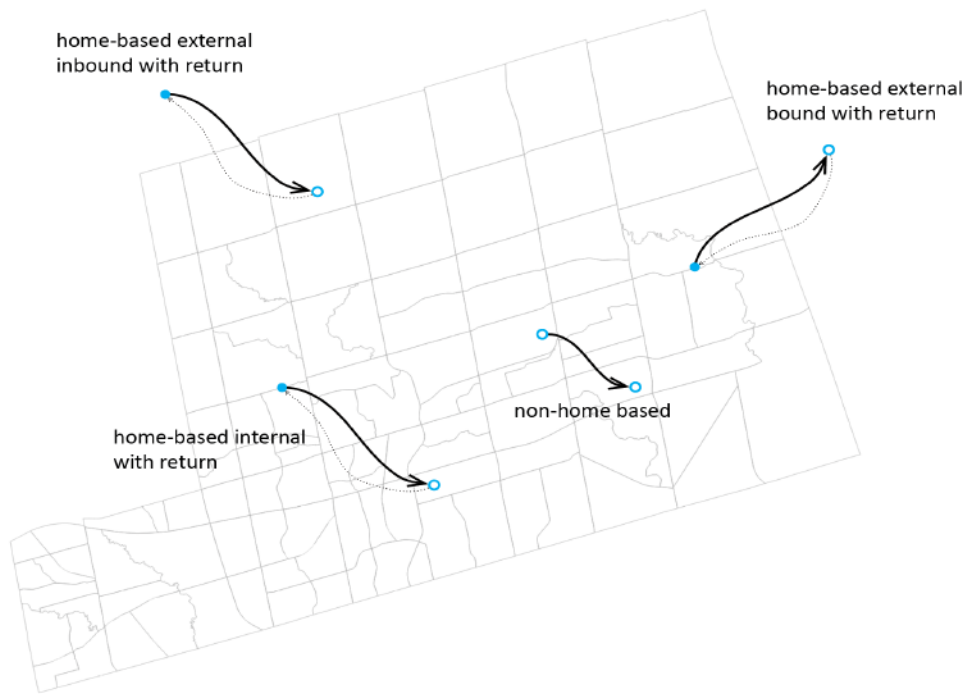 home-based external
inbound with return
home-based external
bound with return
non-home based
home-based internal
with return